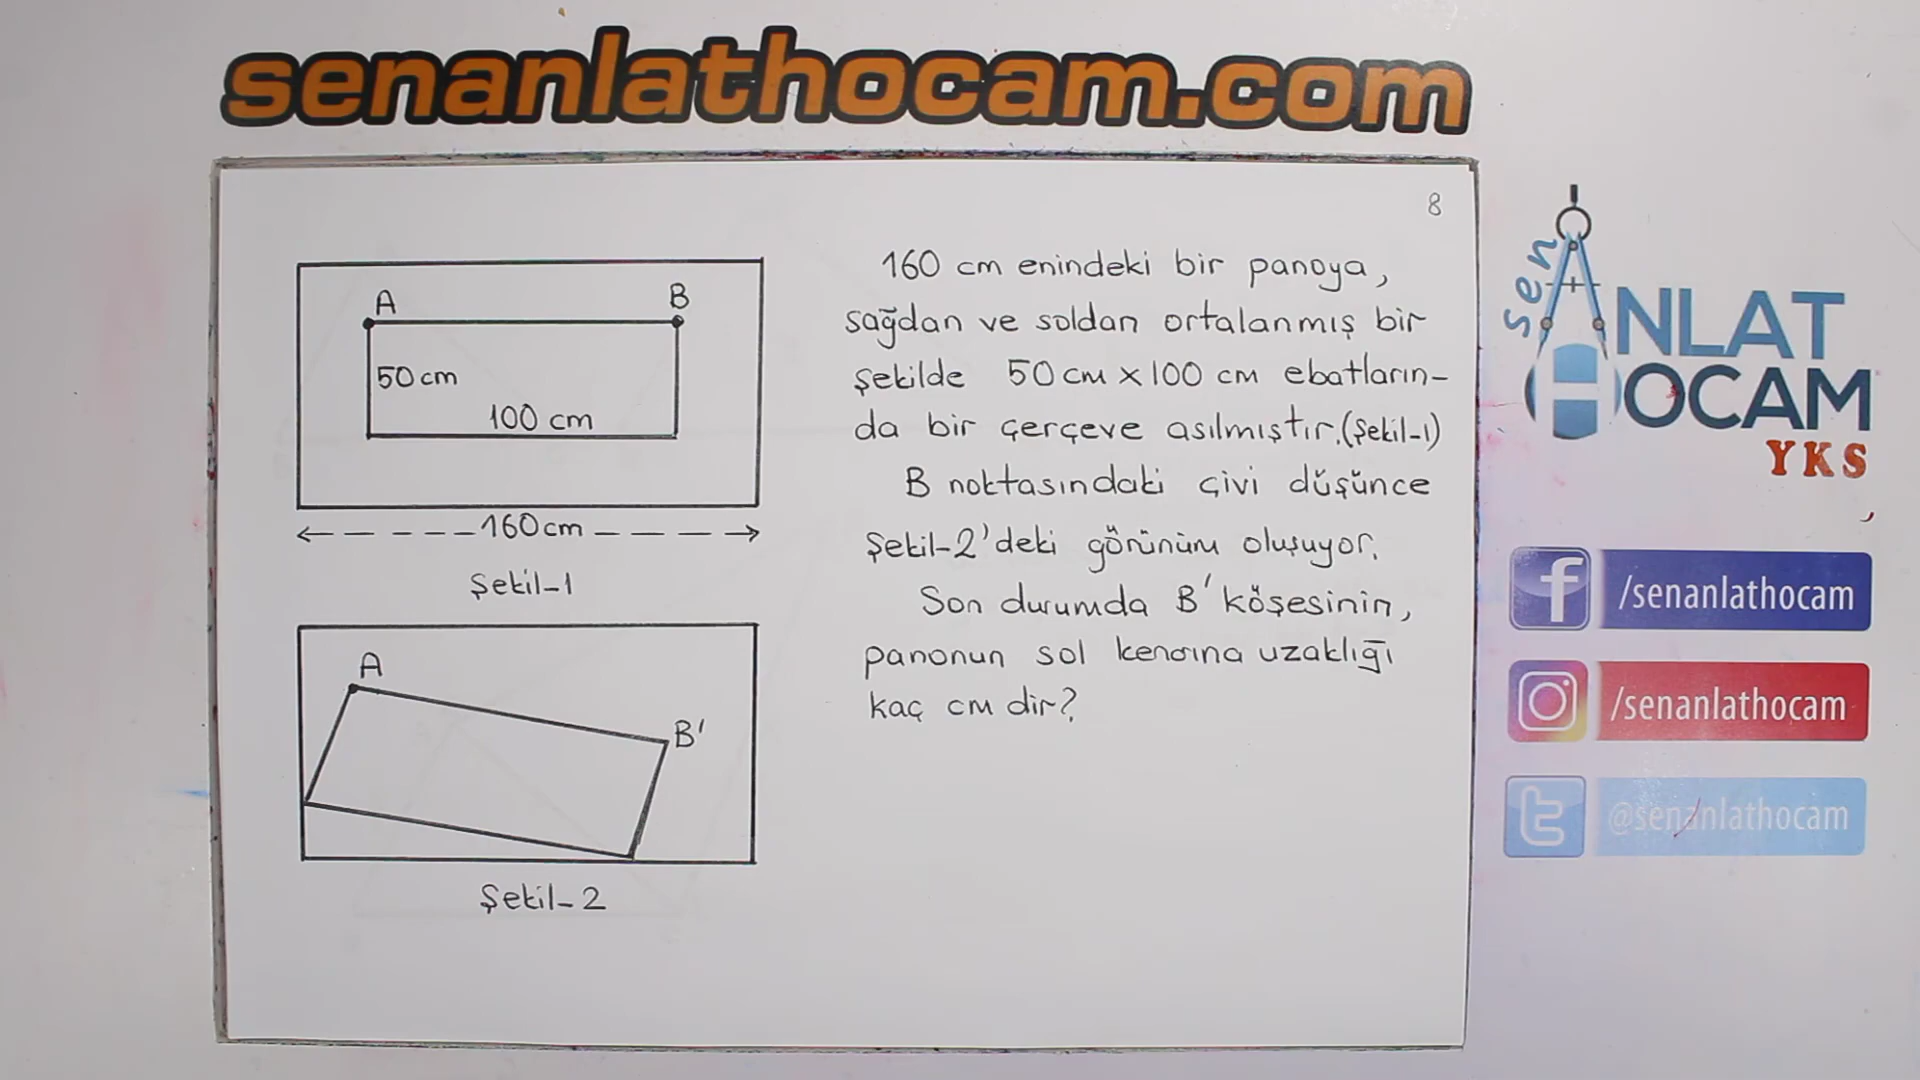 senanlathocam.com
8
A
B
50 cm
100 cm
160 cm
Şekil-1
A
B'
Şekil-2
160 cm enindeki bir panoya,
sağdan ve soldan ortalanmış bir
şekilde 50 cm x 100 cm ebatların-
da bir çerçeve asılmıştır.(Şekil-1)
B noktasındaki çivi düşünce
Şekil-2'deki görünüm oluşuyor.
Son durumda B' köşesinin,
panonun sol kenarına uzaklığı
kaç cm dir?
sen
ANLAT
HOCAM
YKS
f /senanlathocam
/senanlathocam
t @senanlathocam